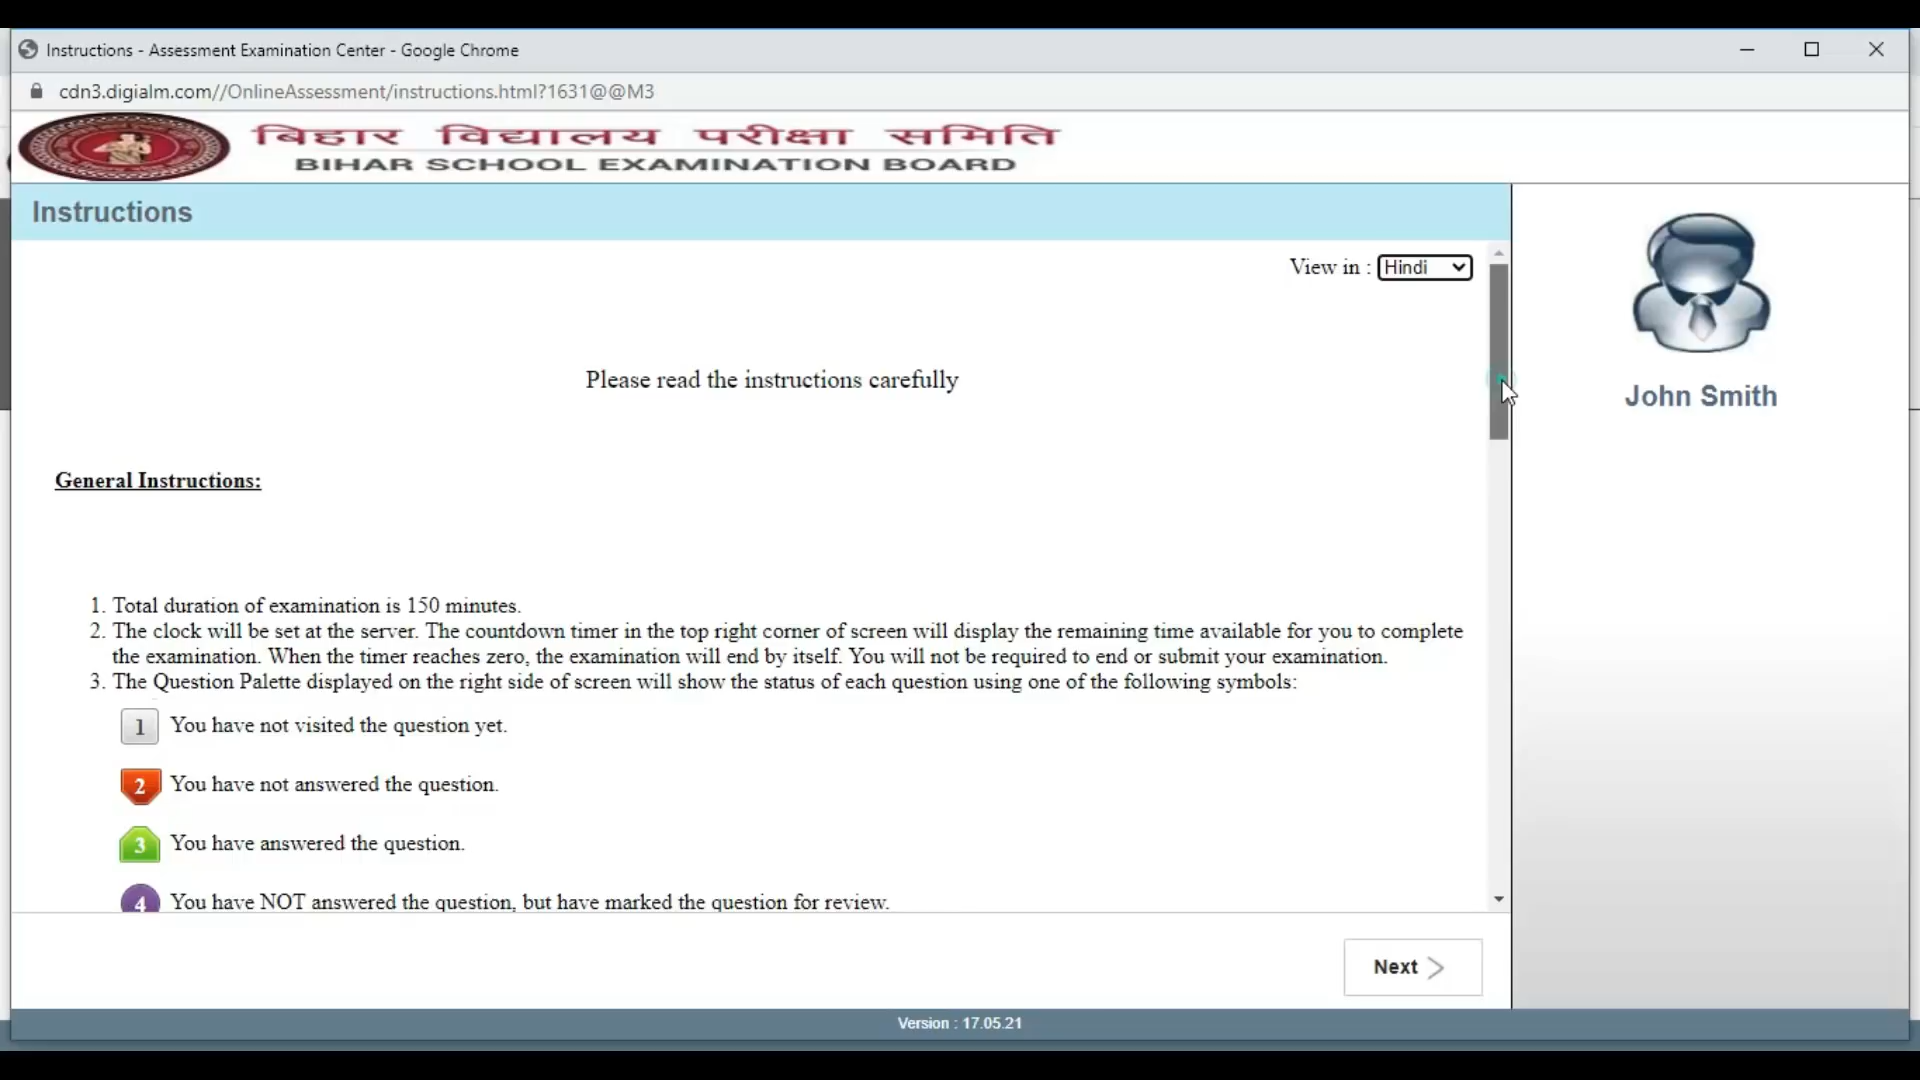 Instructions - Assessment Examination Center - Google Chrome
cdn3.digialm.com//OnlineAssessment/instructions.html?1631@@M3
बिहार विद्यालय परीक्षा समिति
BIHAR SCHOOL EXAMINATION BOARD
Instructions
View in : Hindi
John Smith
Please read the instructions carefully
General Instructions:
1. Total duration of examination is 150 minutes.
2. The clock will be set at the server. The countdown timer in the top right corner of screen will display the remaining time available for you to complete
the examination. When the timer reaches zero, the examination will end by itself. You will not be required to end or submit your examination.
3. The Question Palette displayed on the right side of screen will show the status of each question using one of the following symbols:
1 You have not visited the question yet.
2 You have not answered the question.
3 You have answered the question.
4 You have NOT answered the question, but have marked the question for review.
Next
Version : 17.05.21